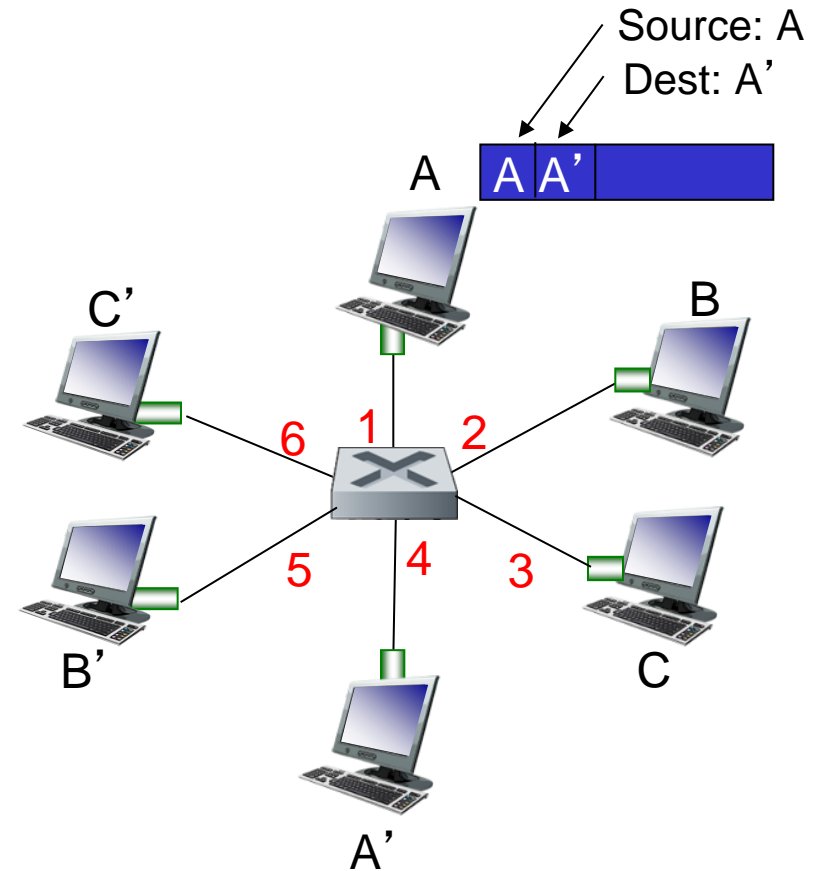 Source: A
Dest: A’
A A A’
C’ B
6 1 2
5 4 3
B’ C
A’